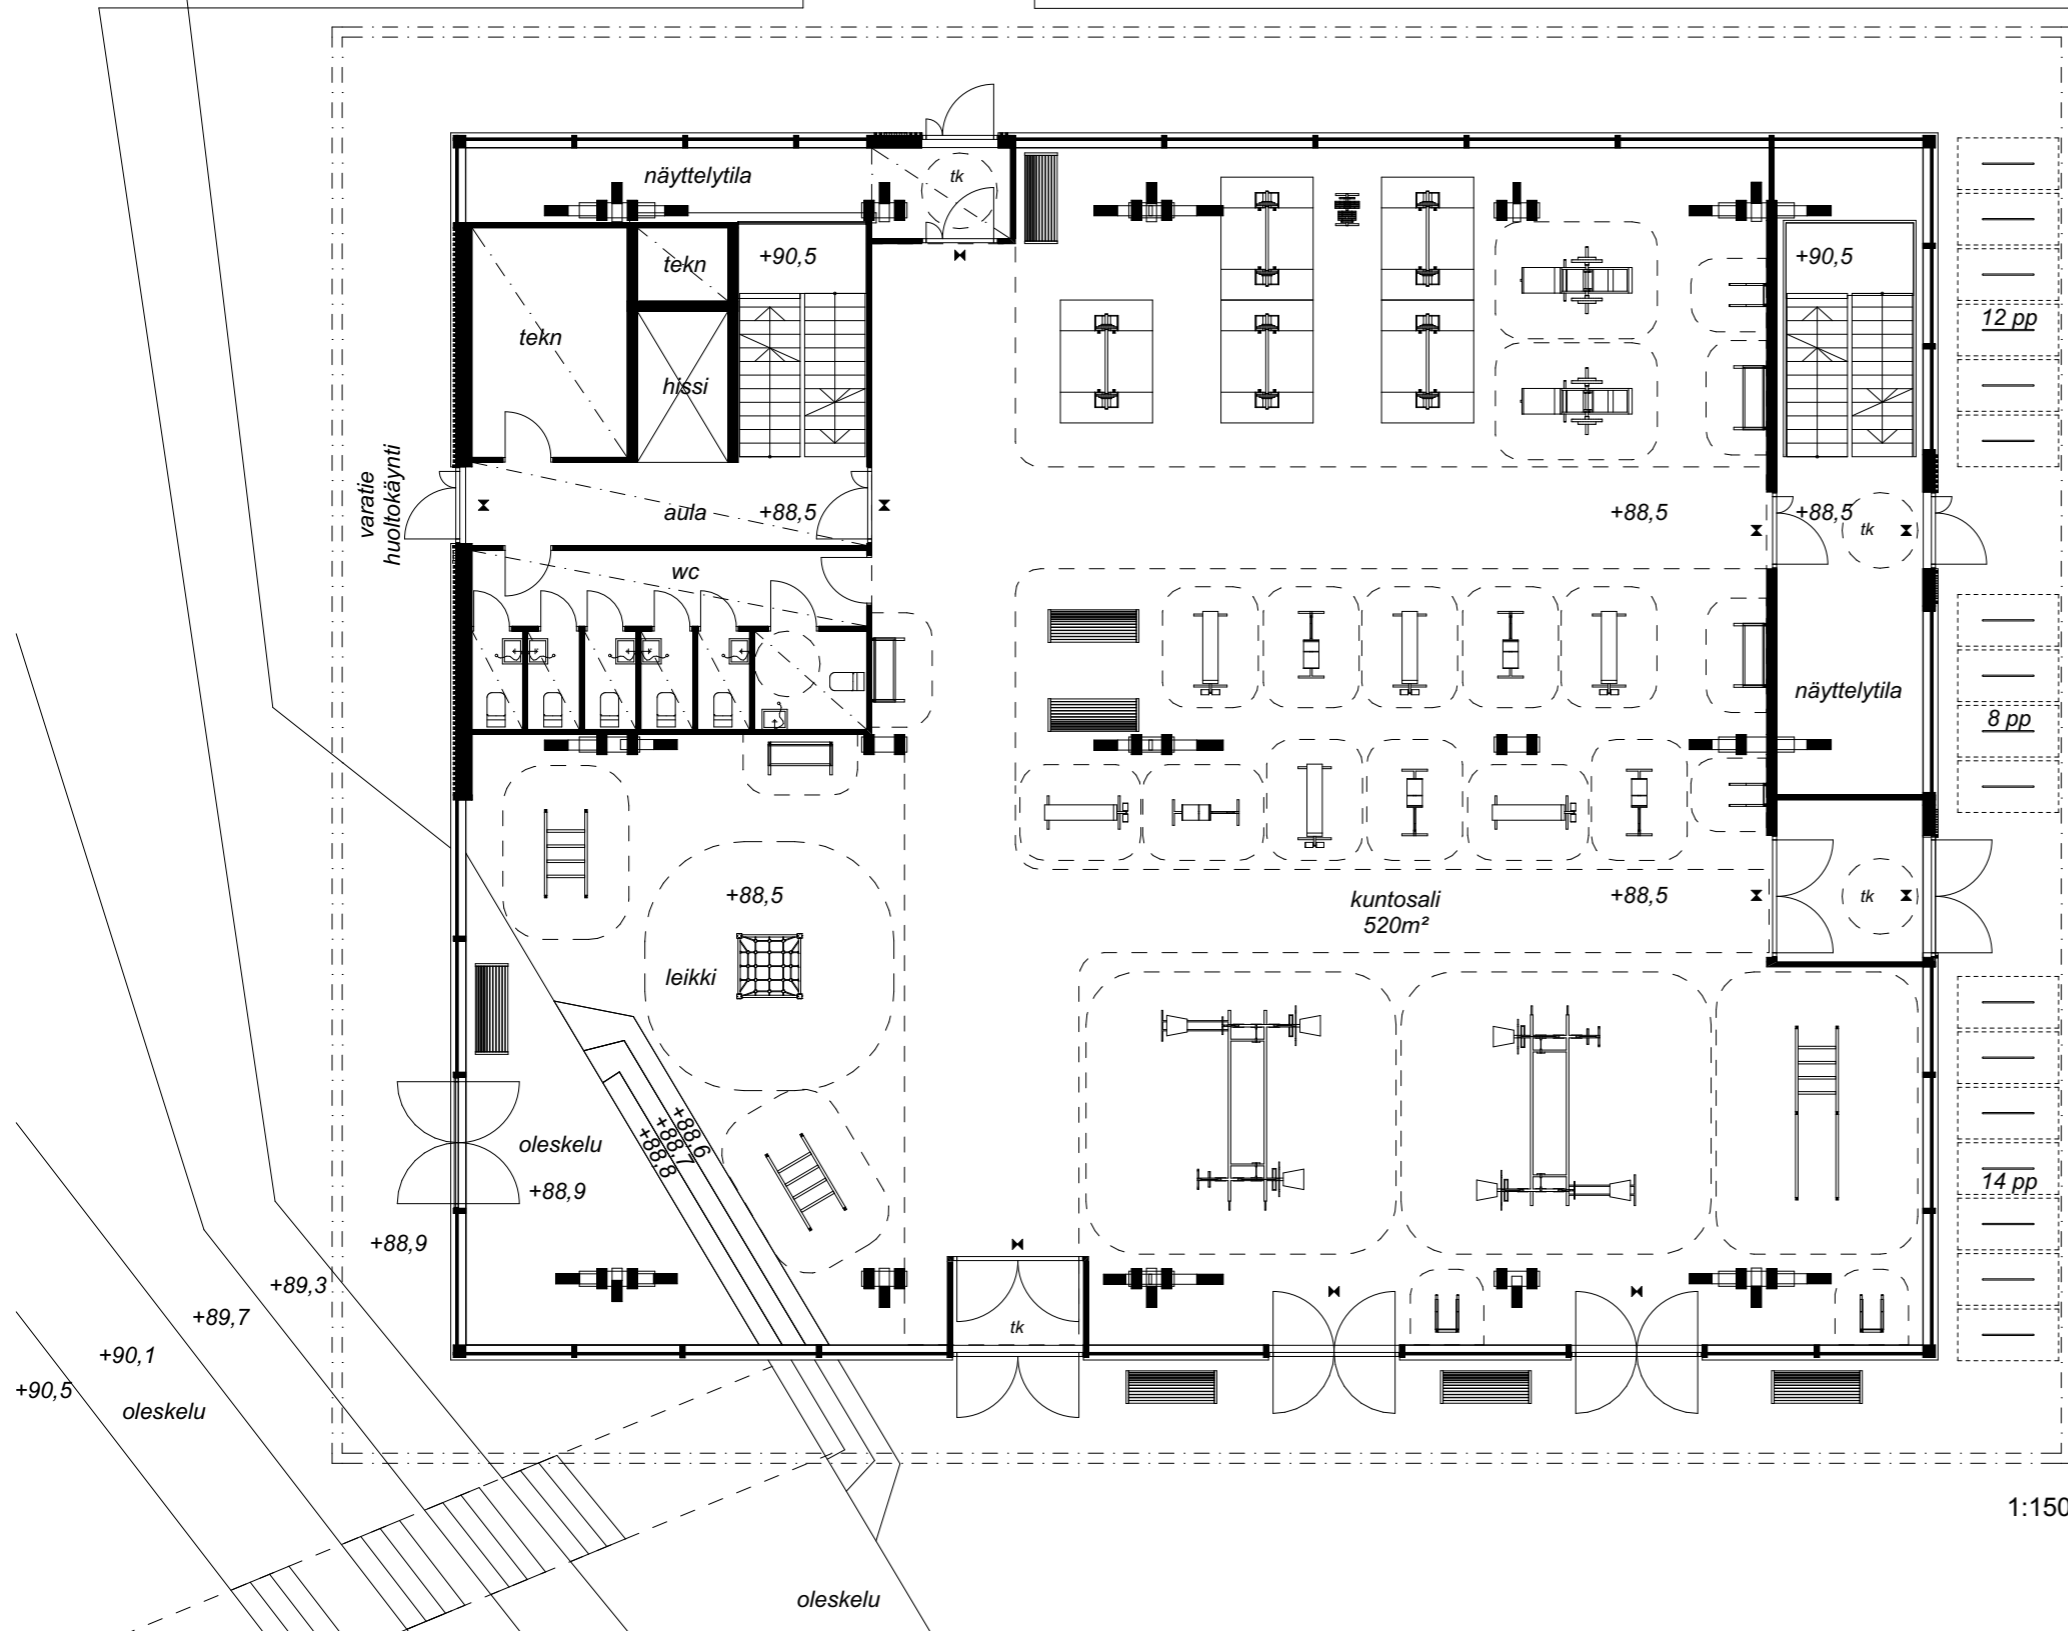 näyttelytila
tk
tekn
+90,5
+90,5
tekn
12 pp
hissi
varatie
huoltokäynti
aula
+88,5
+88,5
+88,5
tk
wc
näyttelytila
8 pp
+88,5
kuntosali
520m²
+88,5
tk
leikki
oleskelu
+88,6
+88,7
+88,8
+88,9
14 pp
+88,9
+89,3
+89,7
tk
+90,1
+90,5
oleskelu
1:150
oleskelu